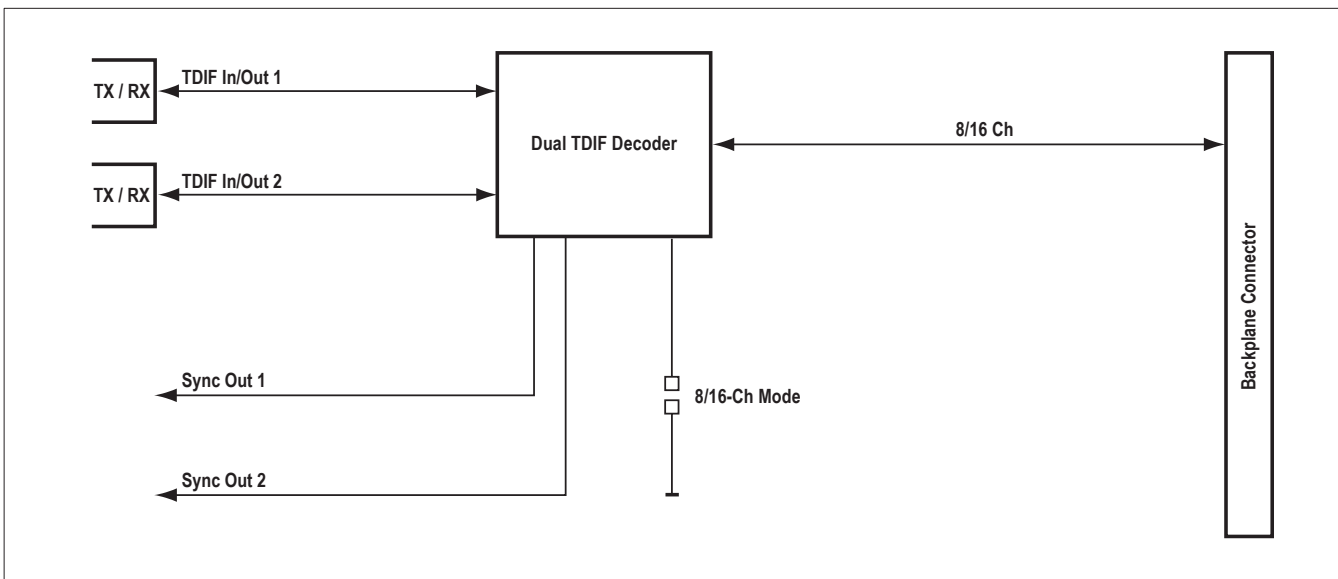 TX / RX
TDIF In/Out 1
Dual TDIF Decoder
8/16 Ch
TX / RX
TDIF In/Out 2
Backplane Connector
Sync Out 1
8/16-Ch Mode
Sync Out 2